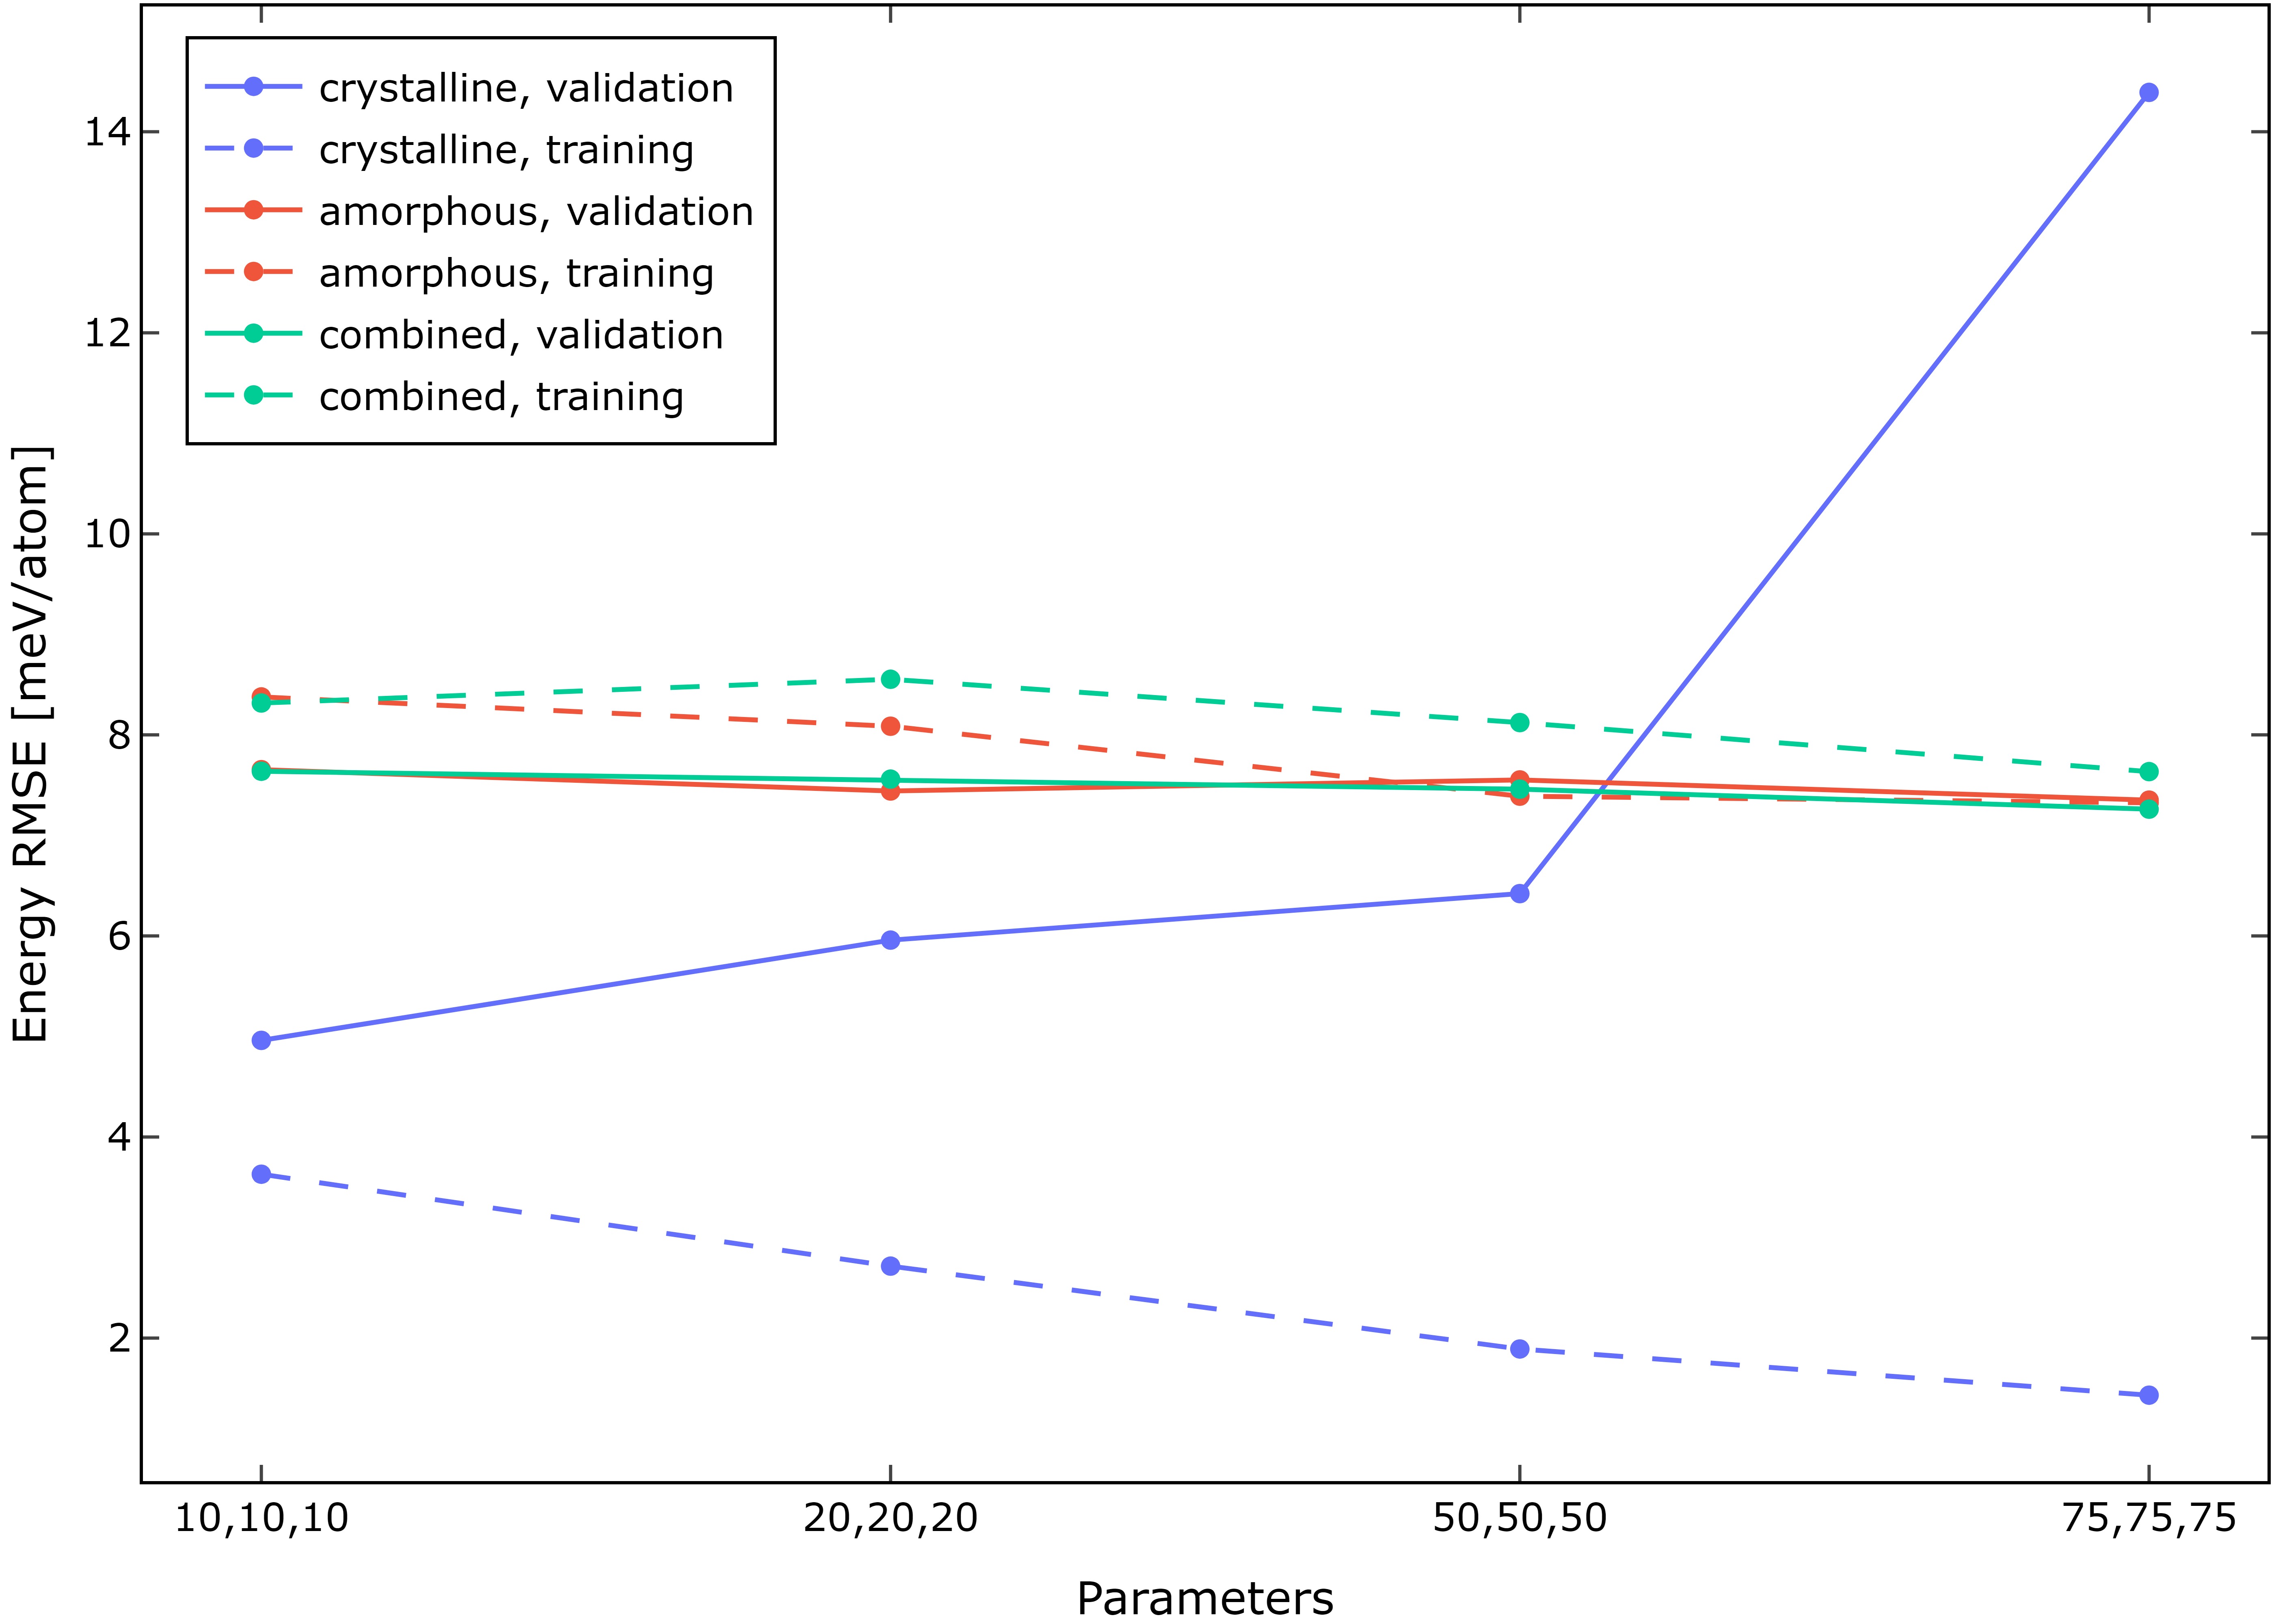 crystalline, validation
crystalline, training
amorphous, validation
amorphous, training
combined, validation
combined, training
14
12
10
8
6
4
2
Energy RMSE [meV/atom]
10,10,10
20,20,20
50,50,50
75,75,75
Parameters